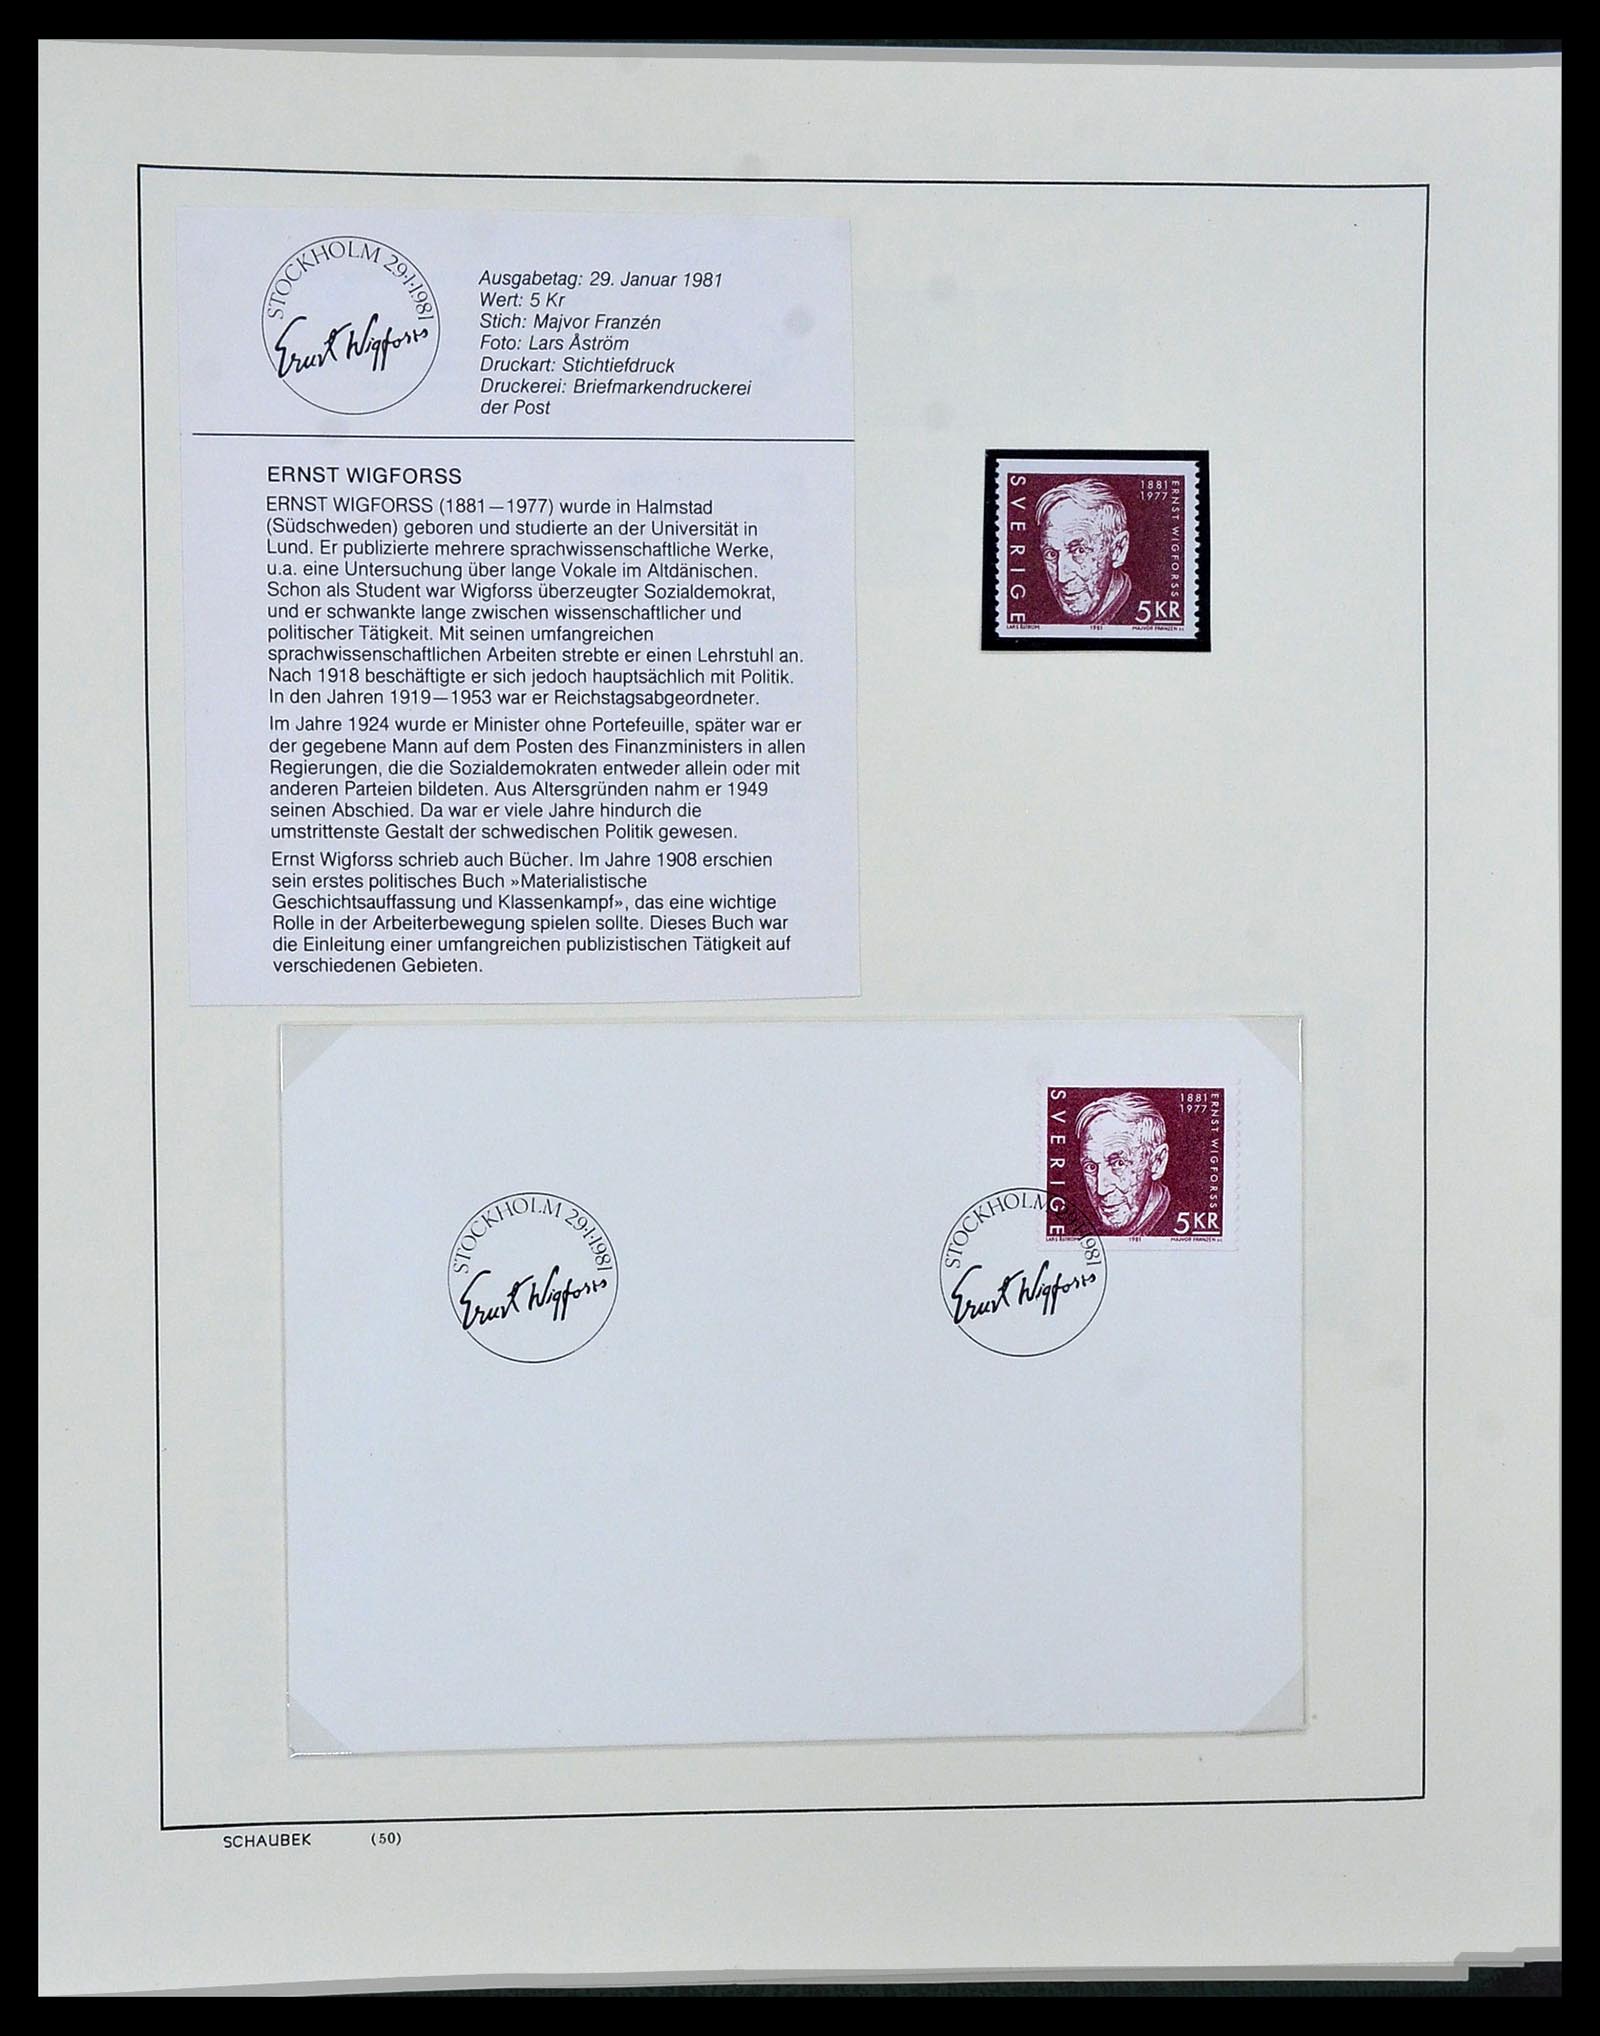 STOCKHOLM 29.1.1981
Ernst Wigforss
Ausgabetag: 29. Januar 1981
Wert: 5 Kr
Stich: Majvor Franzén
Foto: Lars Åström
Druckart: Stichtiefdruck
Druckerei: Briefmarkendruckerei
der Post
ERNST WIGFORSS
ERNST WIGFORSS (1881—1977) wurde in Halmstad
(Südschweden) geboren und studierte an der Universität in
Lund. Er publizierte mehrere sprachwissenschaftliche Werke,
u.a. eine Untersuchung über lange Vokale im Altdänischen.
Schon als Student war Wigforss überzeugter Sozialdemokrat,
und er schwankte lange zwischen wissenschaftlicher und
politischer Tätigkeit. Mit seinen umfangreichen
sprachwissenschaftlichen Arbeiten strebte er einen Lehrstuhl an.
Nach 1918 beschäftigte er sich jedoch hauptsächlich mit Politik.
In den Jahren 1919—1953 war er Reichstagsabgeordneter.
Im Jahre 1924 wurde er Minister ohne Portefeuille, später war er
der gegebene Mann auf dem Posten des Finanzministers in allen
Regierungen, die die Sozialdemokraten entweder allein oder mit
anderen Parteien bildeten. Aus Altersgründen nahm er 1949
seinen Abschied. Da war er viele Jahre hindurch die
umstrittenste Gestalt der schwedischen Politik gewesen.
Ernst Wigforss schrieb auch Bücher. Im Jahre 1908 erschien
sein erstes politisches Buch »Materialistische
Geschichtsauffassung und Klassenkampf», das eine wichtige
Rolle in der Arbeiterbewegung spielen sollte. Dieses Buch war
die Einleitung einer umfangreichen publizistischen Tätigkeit auf
verschiedenen Gebieten.
SVERIGE
1881
1977
ERNST WIGFORSS
5 KR
LARS ÅSTRÖM 1981 MAJVOR FRANZÉN SC
SVERIGE
1881
1977
ERNST WIGFORSS
5 KR
LARS ÅSTRÖM 1981 MAJVOR FRANZÉN SC
STOCKHOLM 29.1.1981
Ernst Wigforss
STOCKHOLM 29.1.1981
Ernst Wigforss
SCHAUBEK (50)